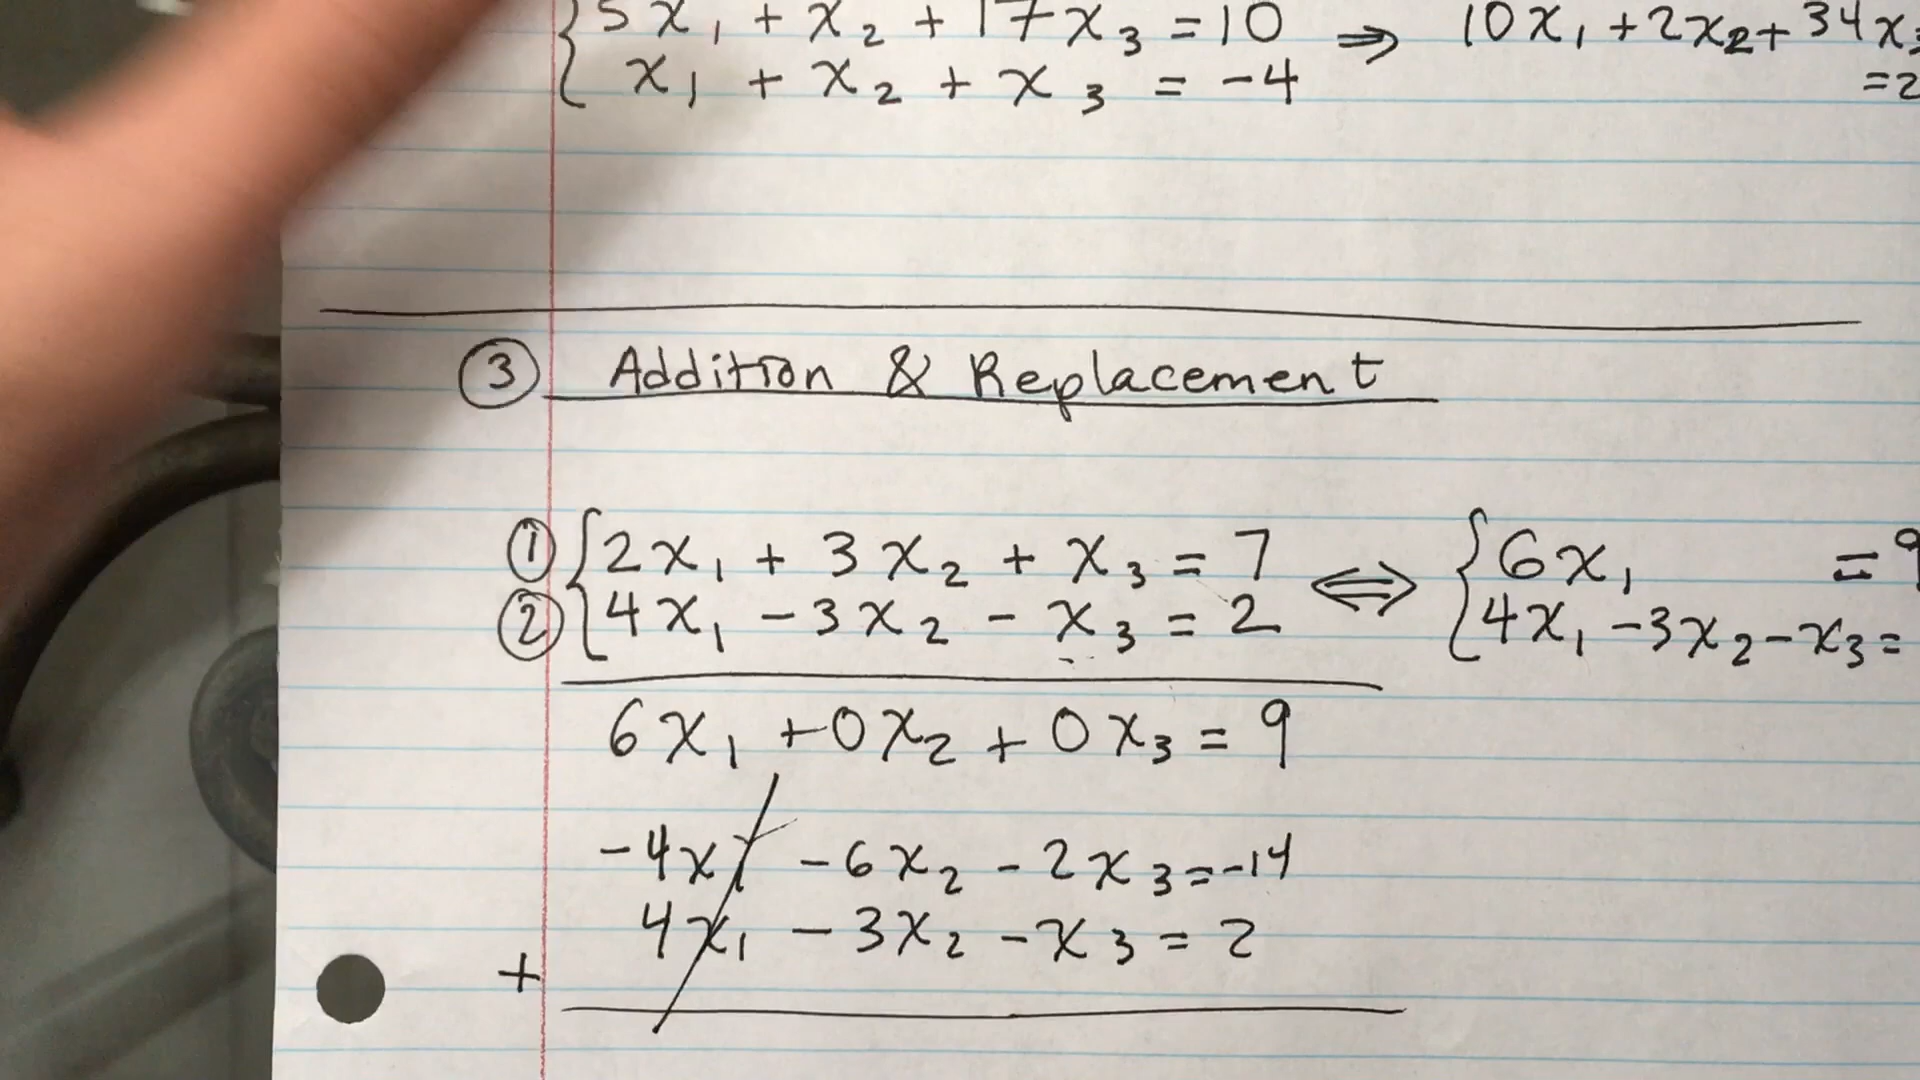 5x₁ + x₂ + 17x₃ = 10 ⇒ 10x₁ + 2x₂ + 34x₃
x₁ + x₂ + x₃ = -4 = 2
③ Addition & Replacement
① 2x₁ + 3x₂ + x₃ = 7 ⇔ 6x₁ = 9
② 4x₁ - 3x₂ - x₃ = 2 4x₁ - 3x₂ - x₃ =
6x₁ + 0x₂ + 0x₃ = 9
-4x₁ - 6x₂ - 2x₃ = -14
4x₁ - 3x₂ - x₃ = 2
+